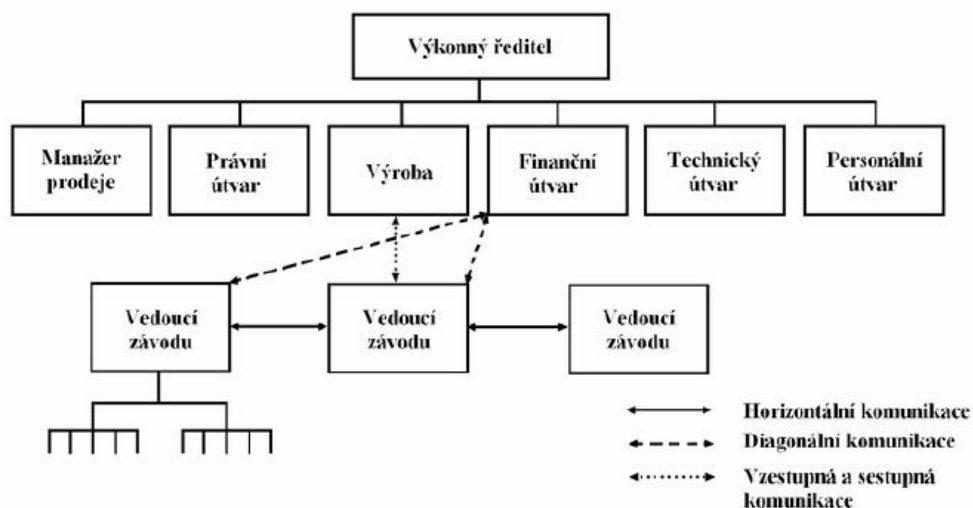 Výkonný ředitel
Manažer
prodeje
Právní
útvar
Výroba
Finanční
útvar
Technický
útvar
Personální
útvar
Vedoucí
závodu
Vedoucí
závodu
Vedoucí
závodu
Horizontální komunikace
Diagonální komunikace
Vzestupná a sestupná
komunikace